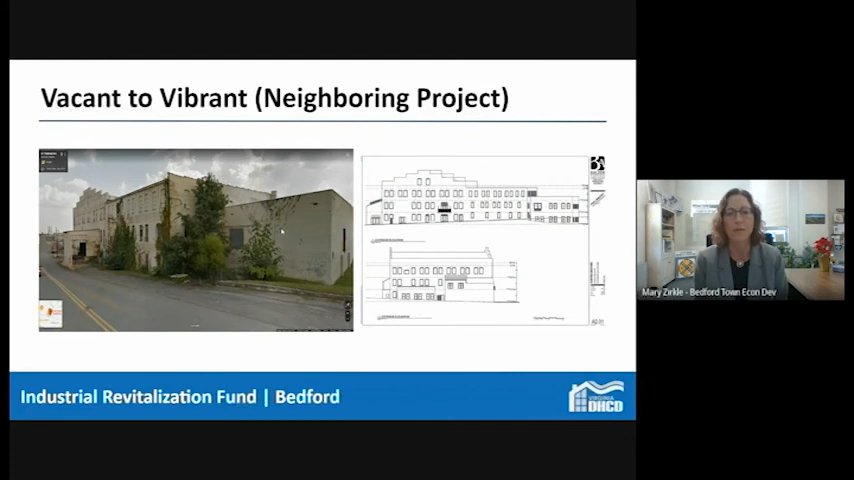 Vacant to Vibrant (Neighboring Project)
Mary Zirkle - Bedford Town Econ Dev
Industrial Revitalization Fund | Bedford
VIRGINIA
DHCD